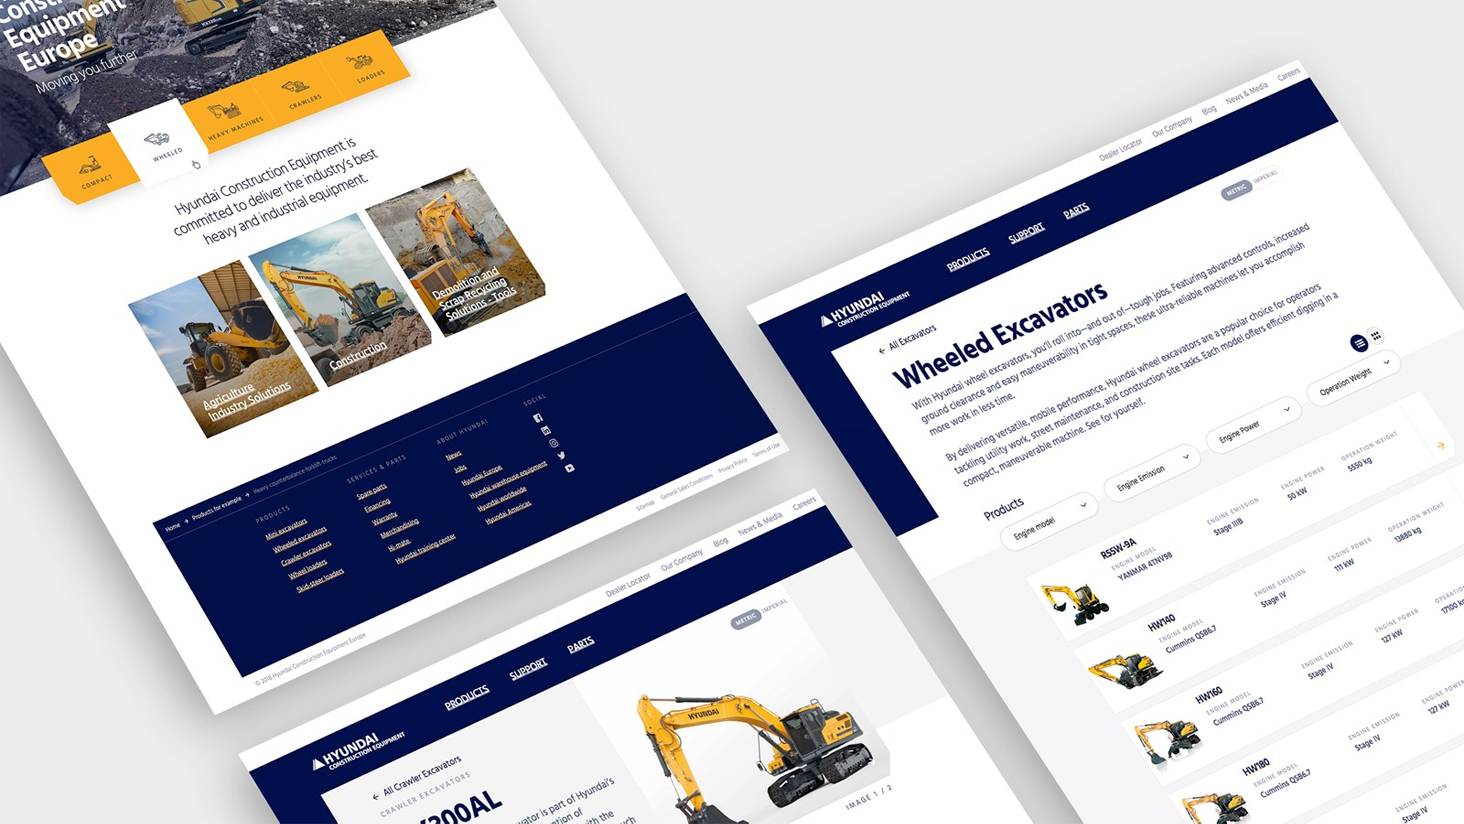 Equipment
Europe
Moving you further
COMPACT
WHEELED
HEAVY MACHINES
CRAWLERS
LOADERS
Hyundai Construction Equipment is
committed to deliver the industry's best
heavy and industrial equipment.
Agriculture
Industry Solutions
HYUNDAI
Construction
Demolition and
Scrap Recycling
Solutions - Tools
Home → Products for example → Heavy counterbalance forklift-trucks
PRODUCTS
Mini excavators
Wheeled excavators
Crawler excavators
Wheel loaders
Skid-steer loaders
SERVICES & PARTS
Spare parts
Financing
Warranty
Merchandising
Hi-mate
Hyundai training center
ABOUT HYUNDAI
News
Jobs
Hyundai Europe
Hyundai warehouse equipment
Hyundai worldwide
Hyundai Americas
SOCIAL
© 2018 Hyundai Construction Equipment Europe
Sitemap
General Sales Conditions
Privacy Policy
Terms of Use
Dealer Locator
Our Company
Blog
News & Media
Careers
HYUNDAI
CONSTRUCTION EQUIPMENT
PRODUCTS
SUPPORT
PARTS
METRIC
IMPERIAL
← All Crawler Excavators
CRAWLER EXCAVATORS
300AL
HYUNDAI
is part of Hyundai's
with the
IMAGE 1 / 2
Dealer Locator
Our Company
Blog
News & Media
Careers
HYUNDAI
CONSTRUCTION EQUIPMENT
PRODUCTS
SUPPORT
PARTS
METRIC
IMPERIAL
← All Excavators
Wheeled Excavators
With Hyundai wheel excavators, you'll roll into—and out of—tough jobs. Featuring advanced controls, increased
ground clearance and easy maneuverability in tight spaces, these ultra-reliable machines let you accomplish
more work in less time.
By delivering versatile, mobile performance, Hyundai wheel excavators are a popular choice for operators
tackling utility work, street maintenance, and construction site tasks. Each model offers efficient digging in a
compact, maneuverable machine. See for yourself.
Products
Engine model
Engine Emission
Engine Power
Operation Weight
R55W-9A
ENGINE MODEL
YANMAR 4TNV98
ENGINE EMISSION
Stage IIIB
ENGINE POWER
50 kW
OPERATION WEIGHT
5550 kg
HW140
ENGINE MODEL
Cummins QSB6.7
ENGINE EMISSION
Stage IV
ENGINE POWER
111 kW
OPERATION WEIGHT
13880 kg
HW160
ENGINE MODEL
Cummins QSB6.7
ENGINE EMISSION
Stage IV
ENGINE POWER
127 kW
17100
HW180
ENGINE MODEL
Cummins QSB6.7
ENGINE EMISSION
Stage IV
ENGINE POWER
127 kW
ENGINE EMISSION
Stage IV